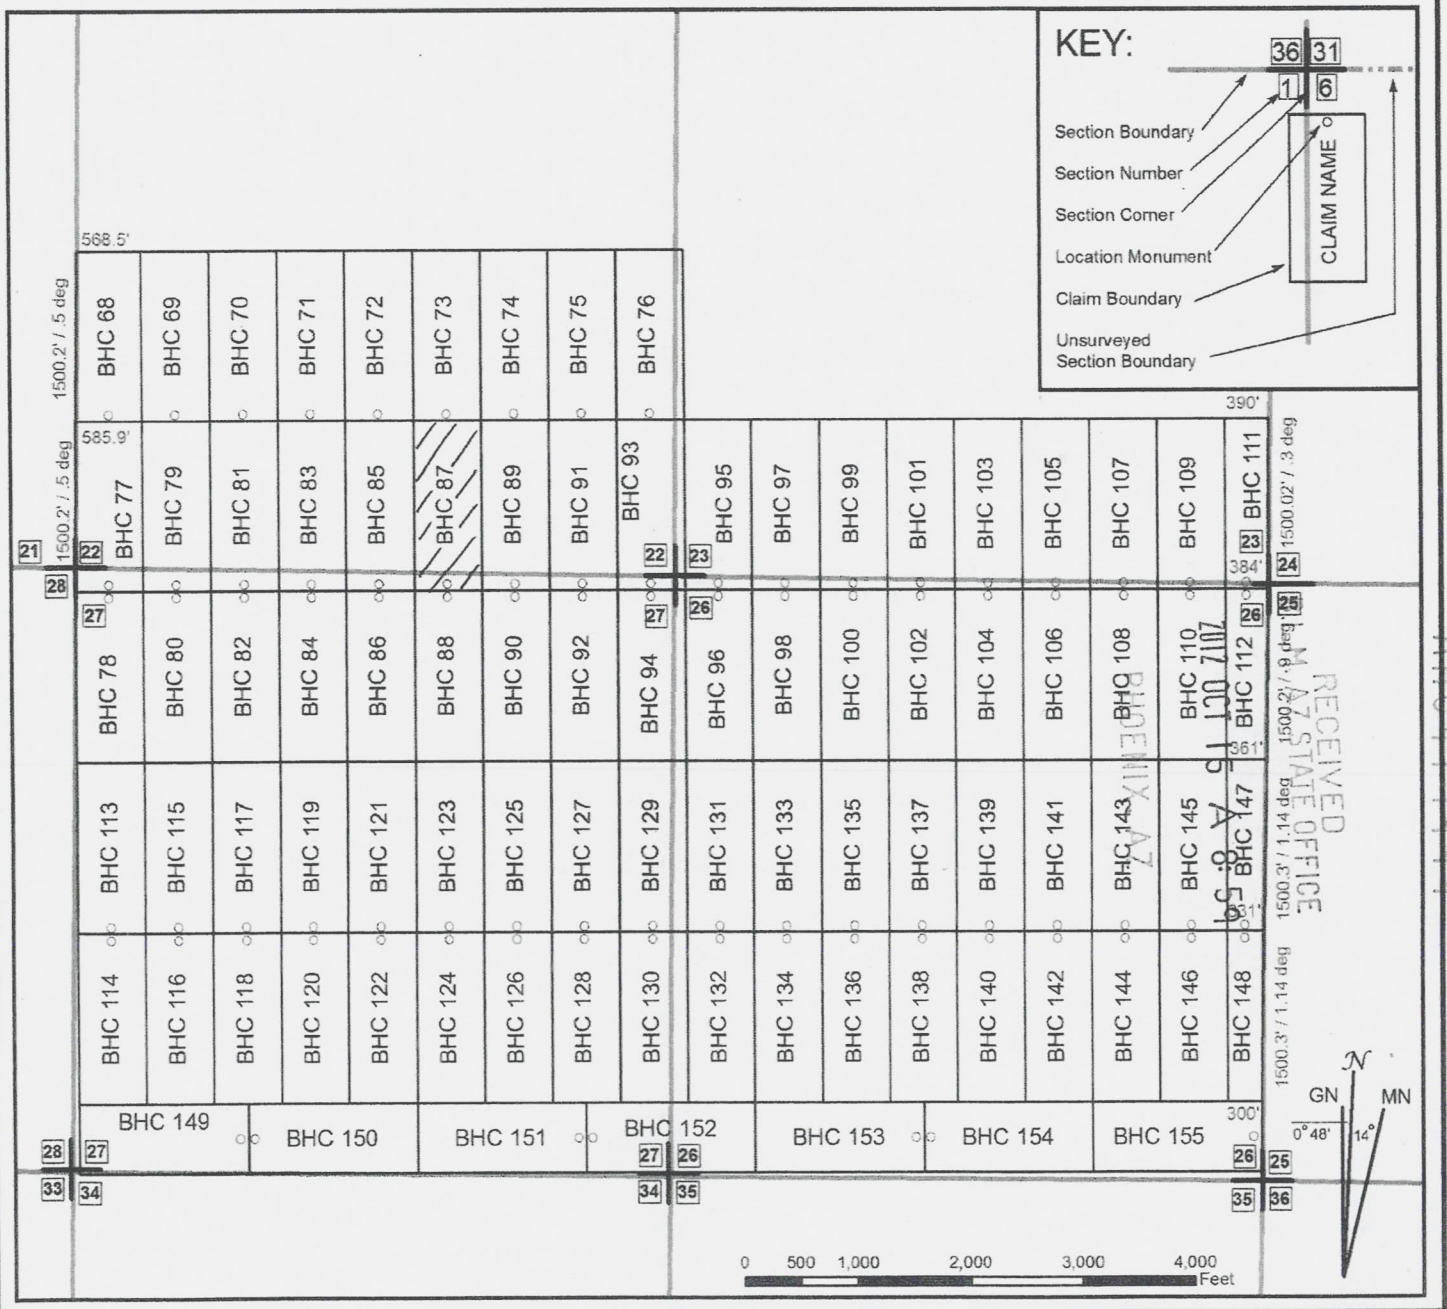 KEY:
36 31
1 6
Section Boundary
Section Number
Section Corner
Location Monument
Claim Boundary
Unsurveyed
Section Boundary
CLAIM NAME
568.5'
1500.2' / .5 deg
BHC 68
BHC 69
BHC 70
BHC 71
BHC 72
BHC 73
BHC 74
BHC 75
BHC 76
390'
585.9'
1500.2' / .5 deg
BHC 77
BHC 79
BHC 81
BHC 83
BHC 85
BHC 87
BHC 89
BHC 91
BHC 93
BHC 95
BHC 97
BHC 99
BHC 101
BHC 103
BHC 105
BHC 107
BHC 109
BHC 111
1500.02' / .3 deg
21 22
28 27
22 23
27 26
23 24
384'
26 25
BHC 78
BHC 80
BHC 82
BHC 84
BHC 86
BHC 88
BHC 90
BHC 92
BHC 94
BHC 96
BHC 98
BHC 100
BHC 102
BHC 104
BHC 106
BHC 108
BHC 110
BHC 112
1500.2' / .9 deg
361'
RECEIVED
AZ STATE OFFICE
2012 OCT 15 A 8:59
PHOENIX, AZ
BHC 113
BHC 115
BHC 117
BHC 119
BHC 121
BHC 123
BHC 125
BHC 127
BHC 129
BHC 131
BHC 133
BHC 135
BHC 137
BHC 139
BHC 141
BHC 143
BHC 145
BHC 147
1500.3' / 1.14 deg
331'
BHC 114
BHC 116
BHC 118
BHC 120
BHC 122
BHC 124
BHC 126
BHC 128
BHC 130
BHC 132
BHC 134
BHC 136
BHC 138
BHC 140
BHC 142
BHC 144
BHC 146
BHC 148
1500.3' / 1.14 deg
300'
BHC 149
BHC 150
BHC 151
BHC 152
BHC 153
BHC 154
BHC 155
28 27
33 34
27 26
34 35
26 25
35 36
N
GN MN
0° 48' 14°
0 500 1,000 2,000 3,000 4,000
Feet